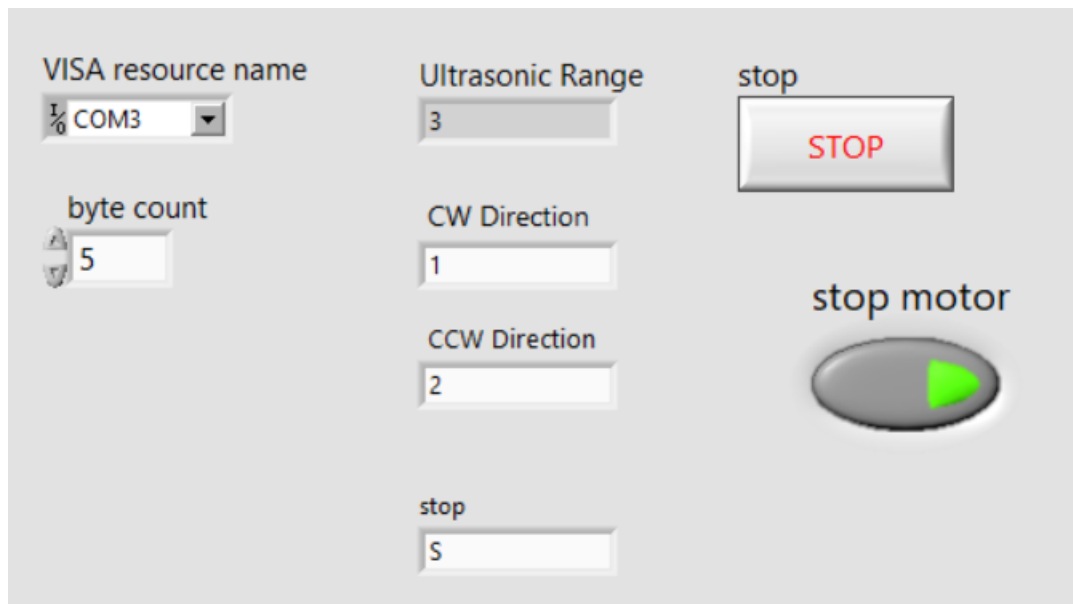 VISA resource name
COM3
byte count
5
Ultrasonic Range
3
CW Direction
1
CCW Direction
2
stop
S
stop
STOP
stop motor